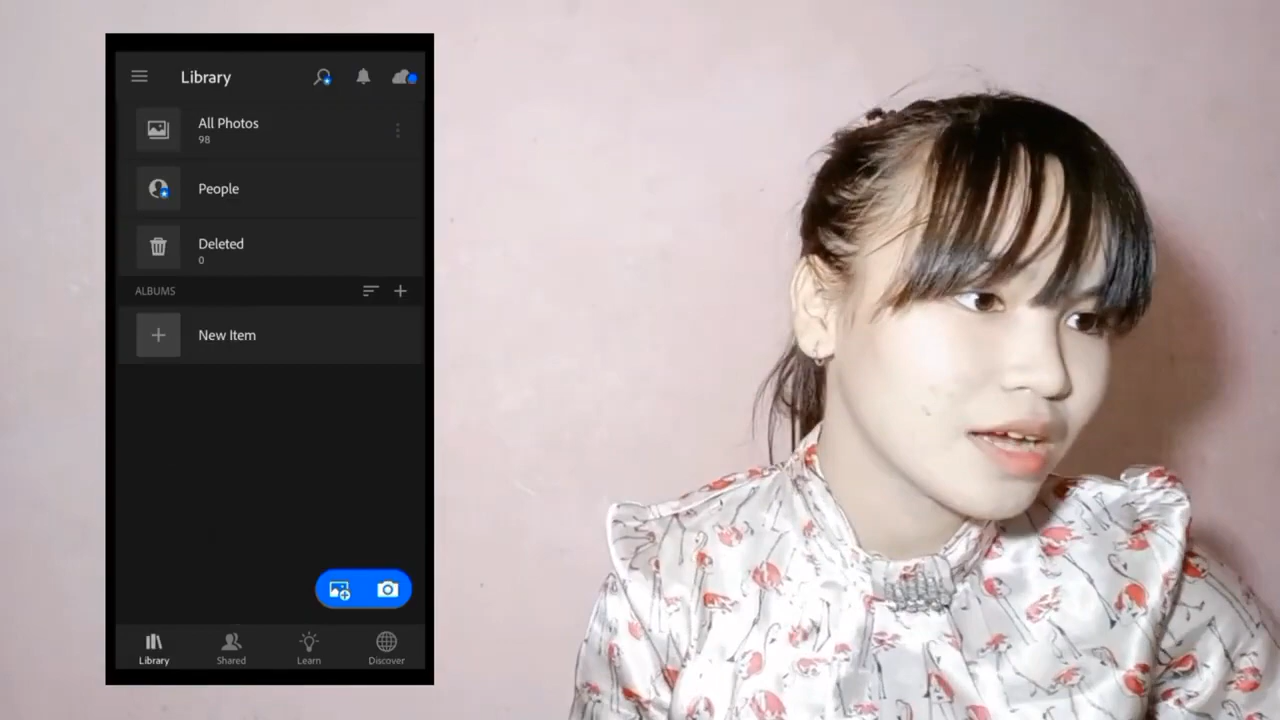 Library
All Photos
98
People
Deleted
0
ALBUMS
New Item
Library
Shared
Learn
Discover